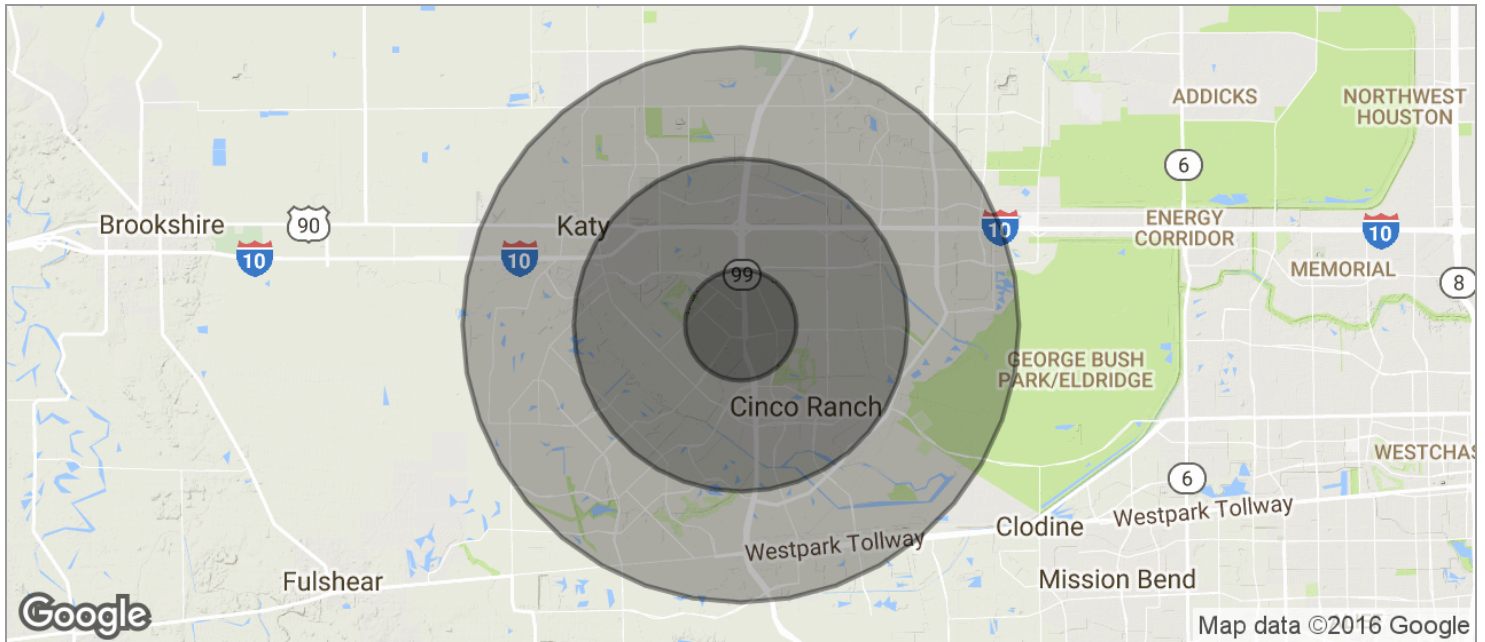 ADDICKS
NORTHWEST
HOUSTON
6
Brookshire
90
Katy
10
ENERGY
CORRIDOR
10
10
10
MEMORIAL
99
8
GEORGE BUSH
PARK/ELDRIDGE
Cinco Ranch
WESTCHAS
6
Westpark Tollway
Clodine
Westpark Tollway
Fulshear
Mission Bend
Google
Map data ©2016 Google